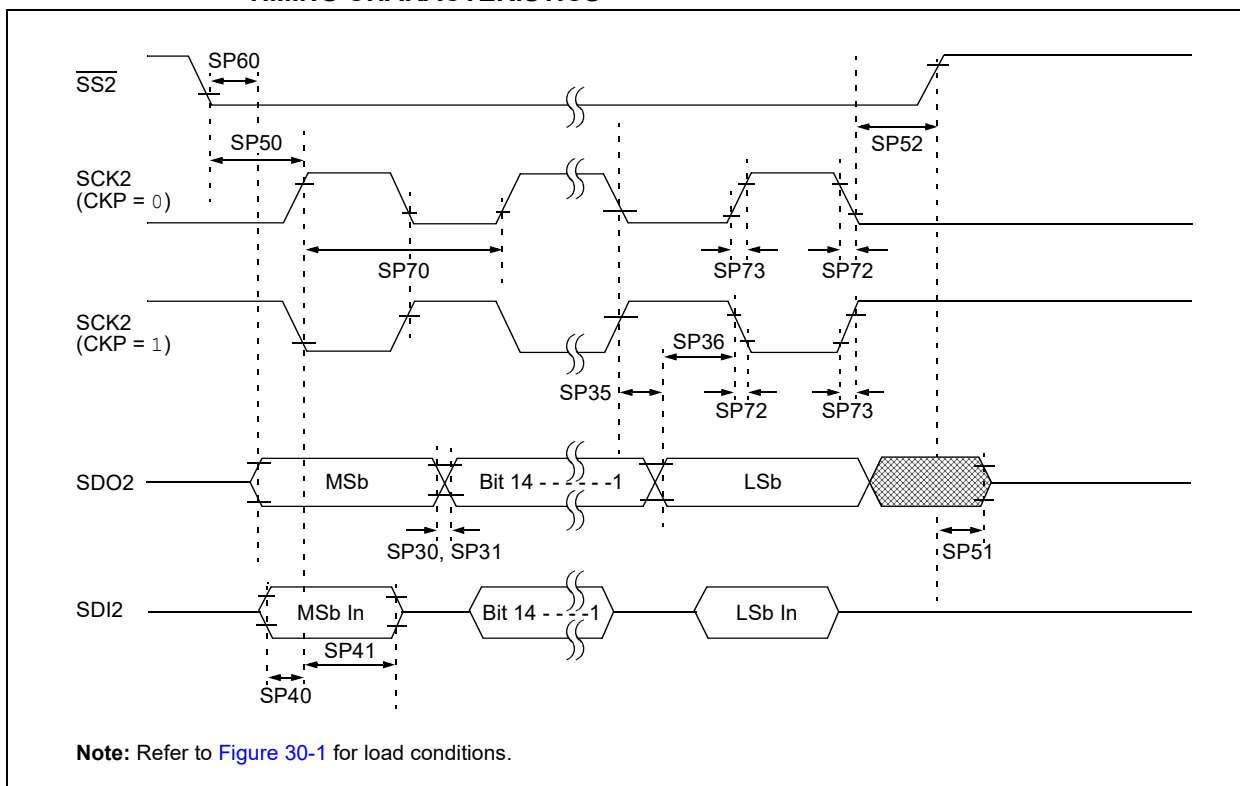 TIMING CHARACTERISTICS
SP60
SS2
SP50
SP52
SCK2
(CKP = 0)
SP70
SP73
SP72
SCK2
(CKP = 1)
SP36
SP35
SP72
SP73
SDO2
MSb
Bit 14 - - - - - -1
LSb
SP30, SP31
SP51
SDI2
MSb In
Bit 14 - - - -1
LSb In
SP41
SP40
Note: Refer to Figure 30-1 for load conditions.